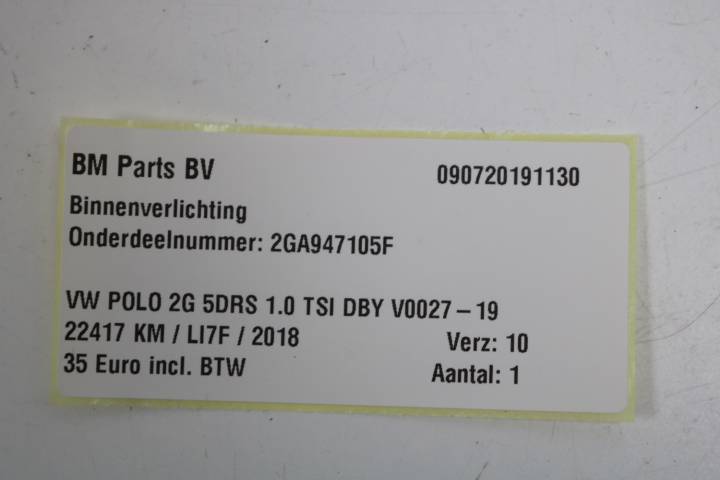 BM Parts BV 090720191130
Binnenverlichting
Onderdeelnummer: 2GA947105F
VW POLO 2G 5DRS 1.0 TSI DBY V0027 – 19
22417 KM / LI7F / 2018 Verz: 10
35 Euro incl. BTW Aantal: 1